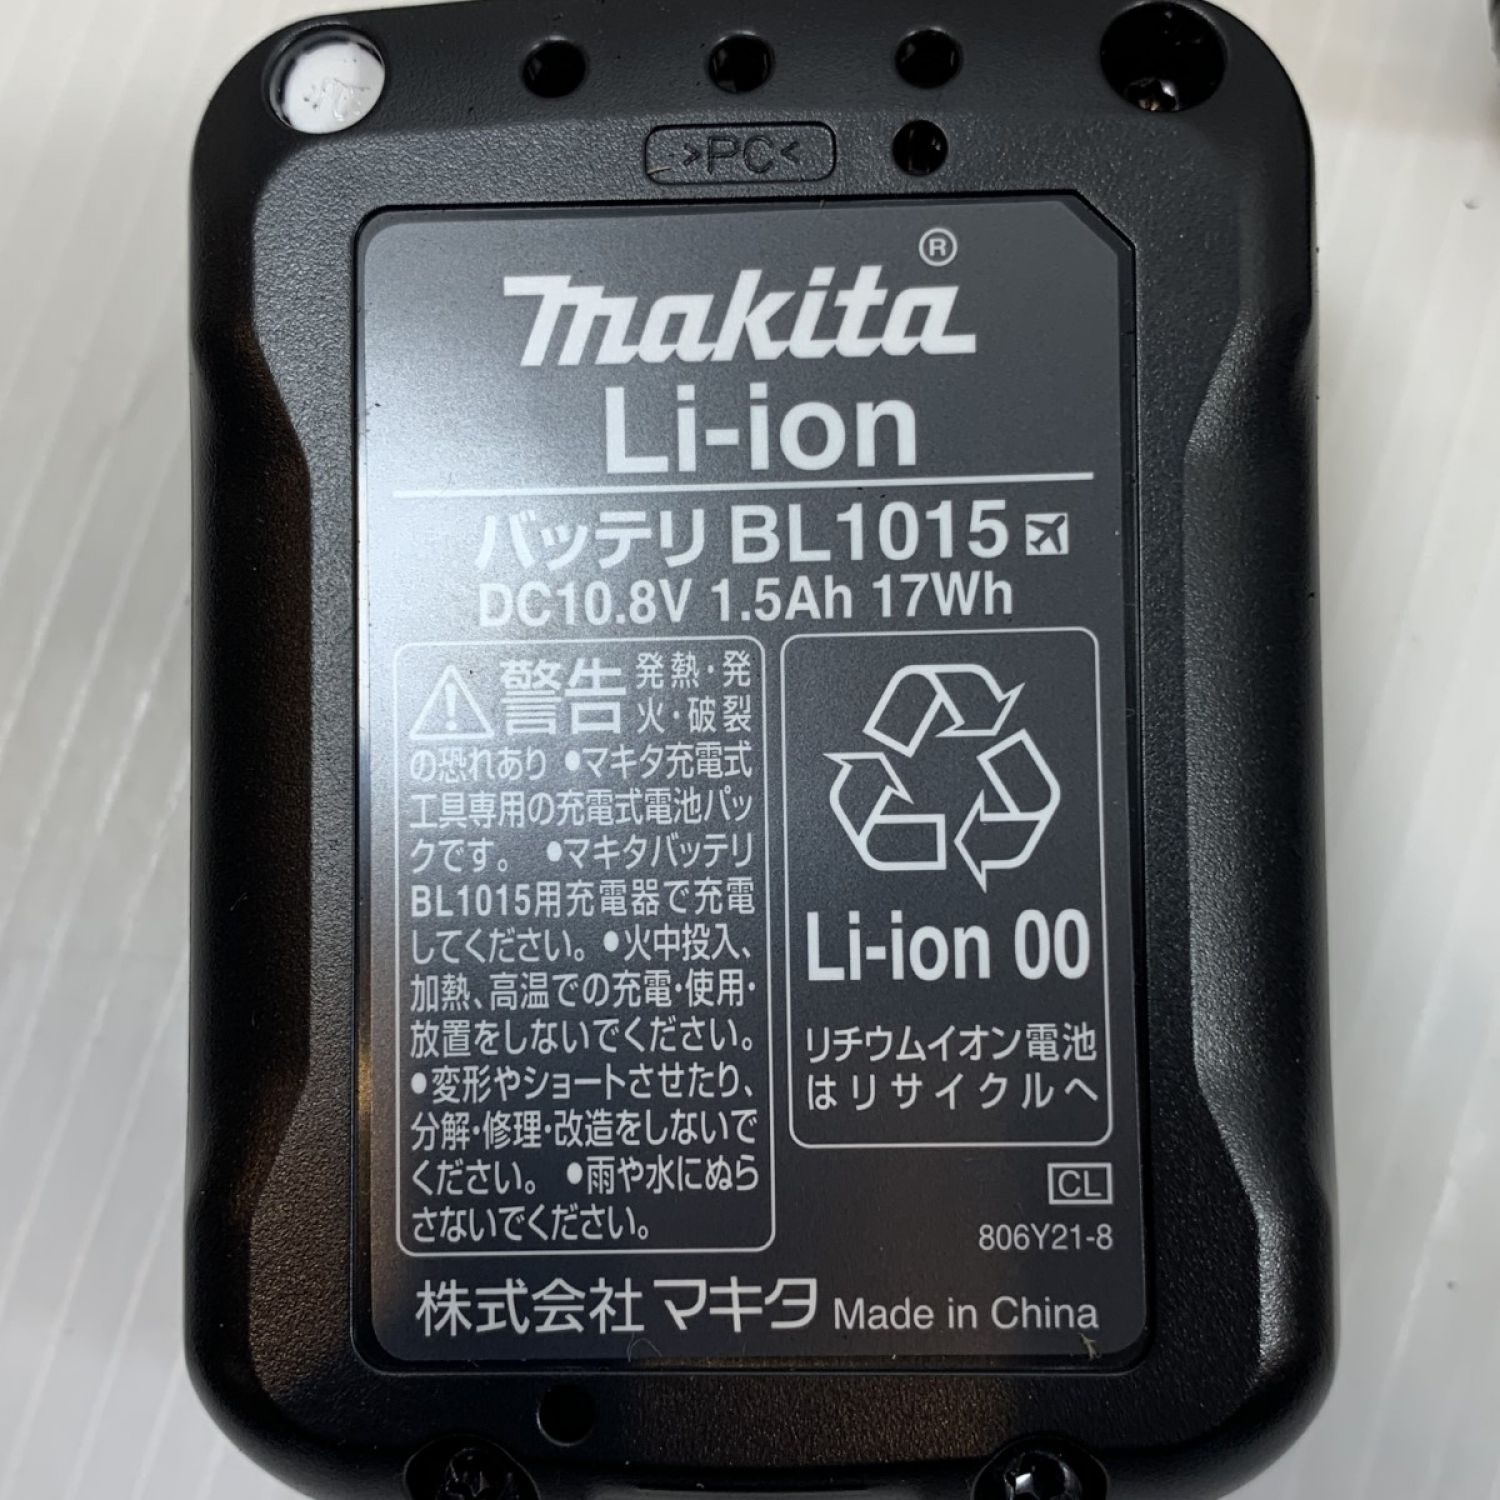 >PC<
makita®
Li-ion
バッテリ BL1015
DC10.8V 1.5Ah 17Wh
警告 発熱・発
火・破裂
の恐れあり ●マキタ充電式
工具専用の充電式電池パッ
クです。 ●マキタバッテリ
BL1015用充電器で充電
してください。●火中投入、
加熱、高温での充電・使用・
放置をしないでください。
●変形やショートさせたり、
分解・修理・改造をしないで
ください。 ●雨や水にぬら
さないでください。
Li-ion 00
リチウムイオン電池
はリサイクルへ
CL
806Y21-8
株式会社マキタ Made in China